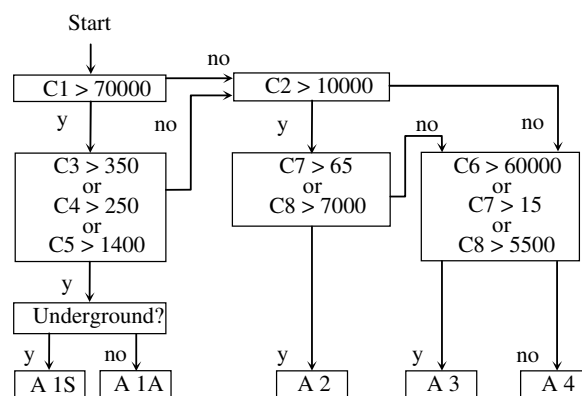 Start
no
C1 > 70000
C2 > 10000
y
no
y
no
no
C3 > 350
or
C4 > 250
or
C5 > 1400
C7 > 65
or
C8 > 7000
C6 > 60000
or
C7 > 15
or
C8 > 5500
y
Underground?
y
no
y
y
no
A 1S
A 1A
A 2
A 3
A 4